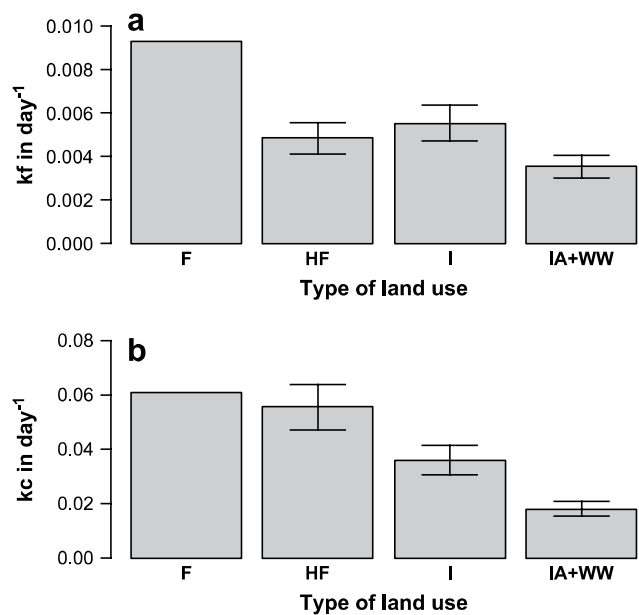 a
0.010
0.008
0.006
0.004
0.002
0.000
kf in day-1
F HF I IA+WW
Type of land use
b
0.08
0.06
0.04
0.02
0.00
kc in day-1
F HF I IA+WW
Type of land use